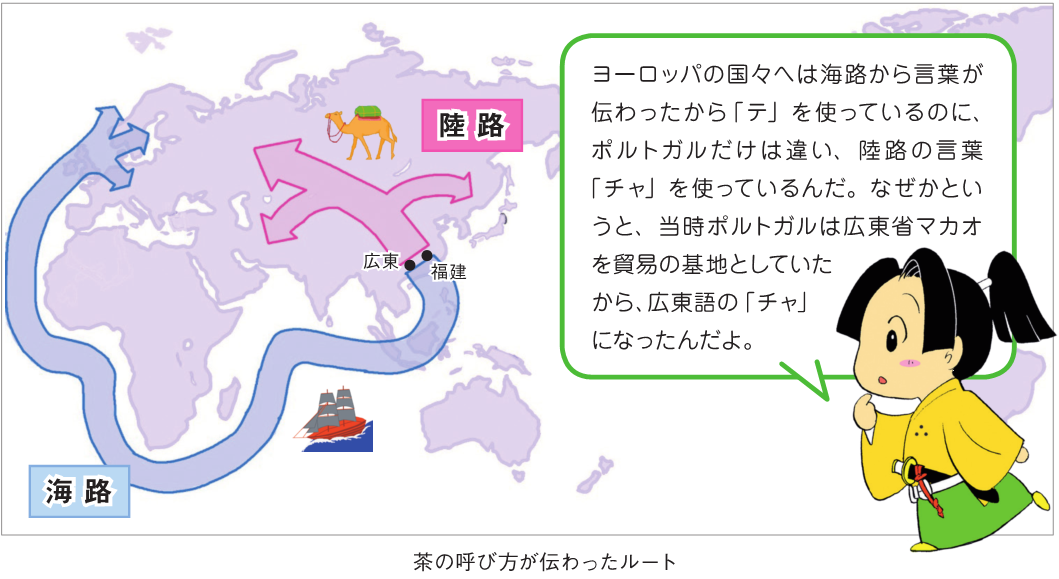 陸路
ヨーロッパの国々へは海路から言葉が
伝わったから「テ」を使っているのに、
ポルトガルだけは違い、陸路の言葉
「チャ」を使っているんだ。なぜかとい
うと、当時ポルトガルは広東省マカオ
を貿易の基地としていた
から、広東語の「チャ」
になったんだよ。
広東
福建
海路
茶の呼び方が伝わったルート